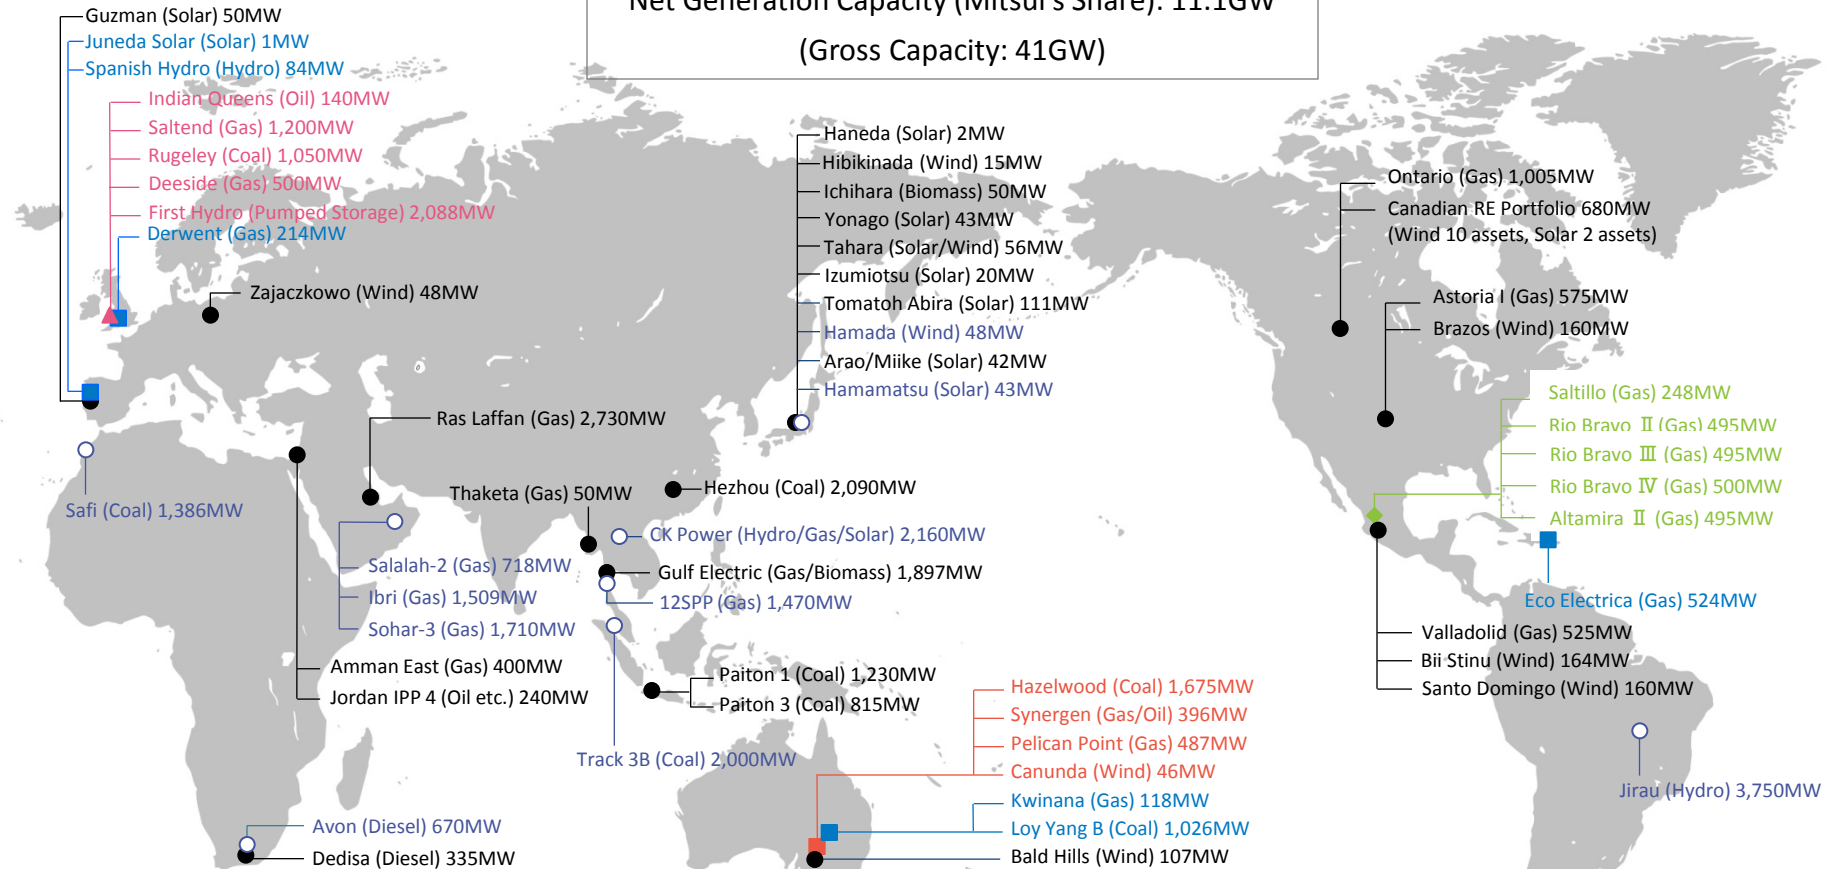 Net Generation Capacity (Mitsui's Share): 11.1GW
(Gross Capacity: 41GW)
Guzman (Solar) 50MW
Juneda Solar (Solar) 1MW
Spanish Hydro (Hydro) 84MW
Indian Queens (Oil) 140MW
Saltend (Gas) 1,200MW
Rugeley (Coal) 1,050MW
Deeside (Gas) 500MW
First Hydro (Pumped Storage) 2,088MW
Derwent (Gas) 214MW
Zajaczkowo (Wind) 48MW
Haneda (Solar) 2MW
Hibikinada (Wind) 15MW
Ichihara (Biomass) 50MW
Yonago (Solar) 43MW
Tahara (Solar/Wind) 56MW
Izumiotsu (Solar) 20MW
Tomatoh Abira (Solar) 111MW
Hamada (Wind) 48MW
Arao/Miike (Solar) 42MW
Hamamatsu (Solar) 43MW
Ontario (Gas) 1,005MW
Canadian RE Portfolio 680MW
(Wind 10 assets, Solar 2 assets)
Astoria I (Gas) 575MW
Brazos (Wind) 160MW
Saltillo (Gas) 248MW
Rio Bravo Ⅱ (Gas) 495MW
Rio Bravo Ⅲ (Gas) 495MW
Rio Bravo Ⅳ (Gas) 500MW
Altamira Ⅱ (Gas) 495MW
Ras Laffan (Gas) 2,730MW
Safi (Coal) 1,386MW
Thaketa (Gas) 50MW
Hezhou (Coal) 2,090MW
CK Power (Hydro/Gas/Solar) 2,160MW
Gulf Electric (Gas/Biomass) 1,897MW
12SPP (Gas) 1,470MW
Salalah-2 (Gas) 718MW
Ibri (Gas) 1,509MW
Sohar-3 (Gas) 1,710MW
Amman East (Gas) 400MW
Jordan IPP 4 (Oil etc.) 240MW
Paiton 1 (Coal) 1,230MW
Paiton 3 (Coal) 815MW
Track 3B (Coal) 2,000MW
Eco Electrica (Gas) 524MW
Valladolid (Gas) 525MW
Bii Stinu (Wind) 164MW
Santo Domingo (Wind) 160MW
Hazelwood (Coal) 1,675MW
Synergen (Gas/Oil) 396MW
Pelican Point (Gas) 487MW
Canunda (Wind) 46MW
Kwinana (Gas) 118MW
Loy Yang B (Coal) 1,026MW
Bald Hills (Wind) 107MW
Jirau (Hydro) 3,750MW
Avon (Diesel) 670MW
Dedisa (Diesel) 335MW